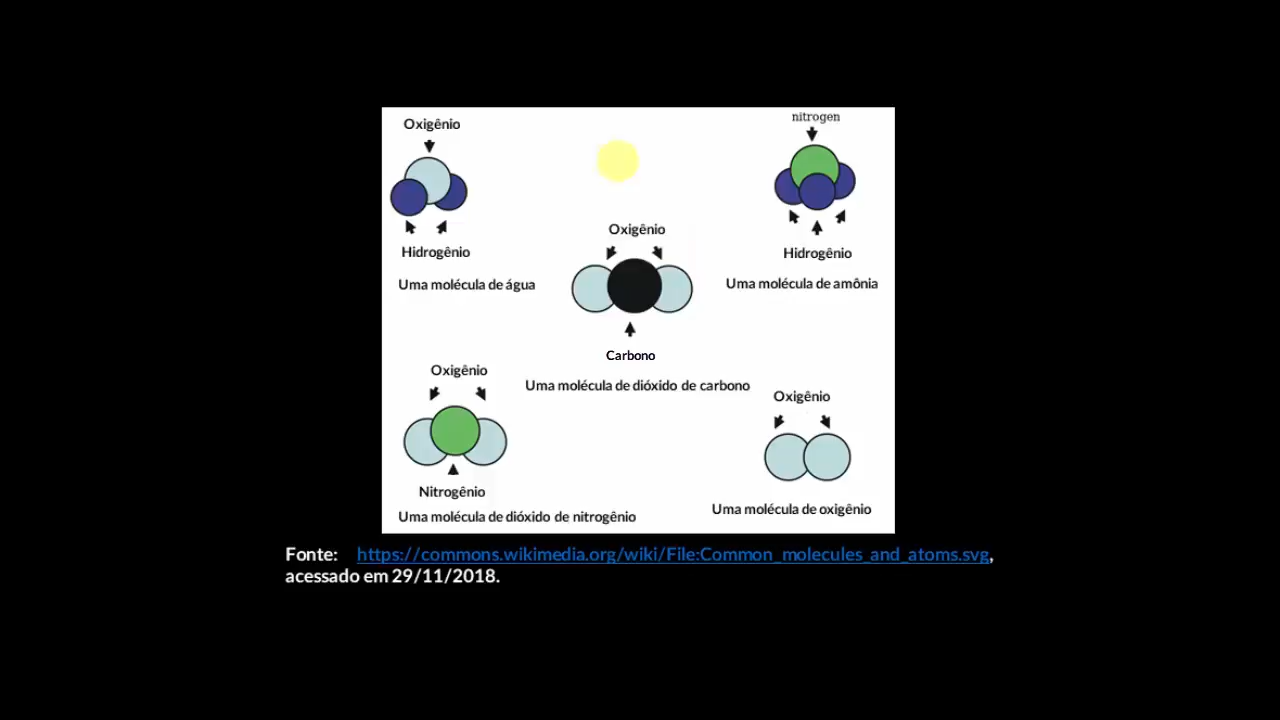 Oxigênio
Hidrogênio
Uma molécula de água
nitrogen
Hidrogênio
Uma molécula de amônia
Oxigênio
Carbono
Uma molécula de dióxido de carbono
Oxigênio
Nitrogênio
Uma molécula de dióxido de nitrogênio
Oxigênio
Uma molécula de oxigênio
Fonte: https://commons.wikimedia.org/wiki/File:Common_molecules_and_atoms.svg,
acessado em 29/11/2018.